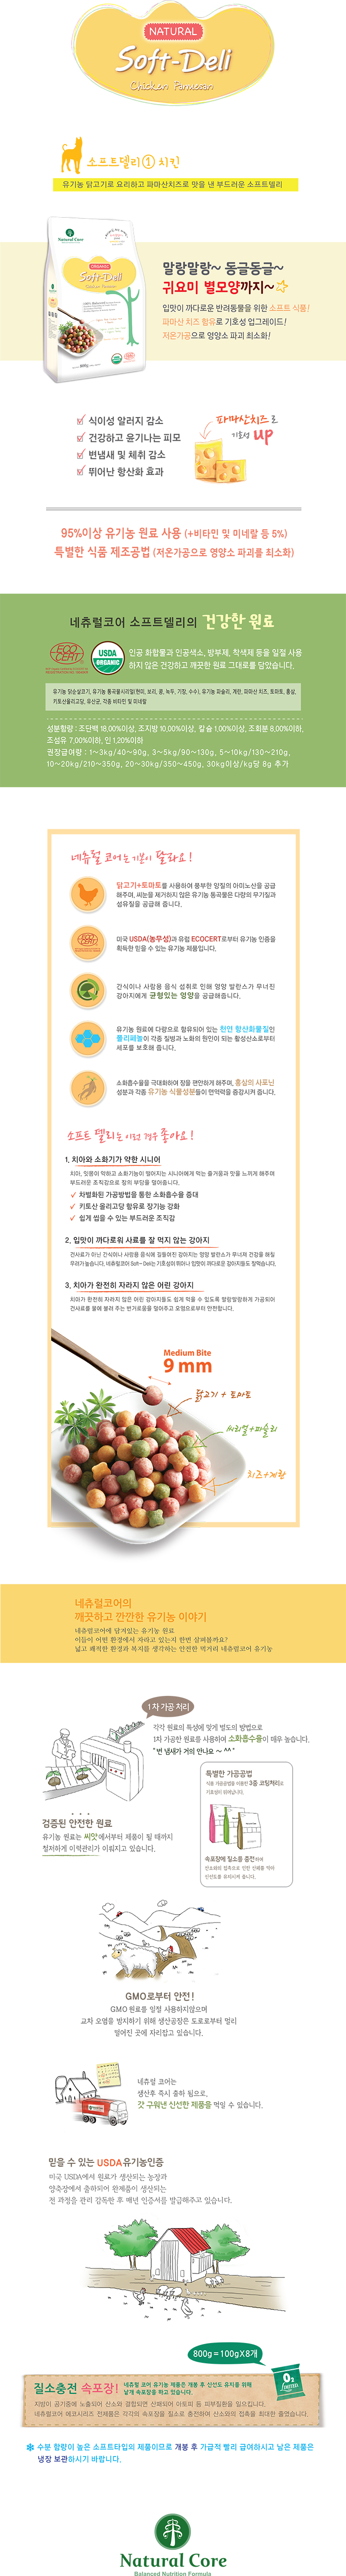 NATURAL
Soft-Deli
Chicken Parmesan
소프트델리① 치킨
유기농 닭고기로 요리하고 파마산치즈로 맛을 낸 부드러운 소프트델리
Natural Core
ORGANIC
Soft-Deli
말랑말랑~ 동글동글~
귀요미 별모양까지~
입맛이 까다로운 반려동물을 위한 소프트 식품!
파마산 치즈 함유로 기호성 업그레이드!
저온가공으로 영양소 파괴 최소화!
식이성 알러지 감소
건강하고 윤기나는 피모
변냄새 및 체취 감소
뛰어난 항산화 효과
파마산치즈로
기호성 up
95%이상 유기농 원료 사용 (+비타민 및 미네랄 등 5%)
특별한 식품 제조공법 (저온가공으로 영양소 파괴를 최소화)
네츄럴코어 소프트델리의 건강한 원료
ECO CERT
USDA ORGANIC
인공 화합물과 인공색소, 방부제, 착색제 등을 일절 사용
하지 않은 건강하고 깨끗한 원료 그대로를 담았습니다.
유기농 닭순살코기, 유기농 통곡물시리얼(현미, 보리, 콩, 녹두, 기장, 수수), 유기농 파슬리, 계란, 파마산 치즈, 토마토, 홍삼,
키토산올리고당, 유산균, 각종 비타민 및 미네랄
성분함량 : 조단백 18.00%이상, 조지방 10.00%이상, 칼슘 1.00%이상, 조회분 8.00%이하,
조섬유 7.00%이하, 인 1.20%이하
권장급여량 : 1~3kg/40~90g, 3~5kg/90~130g, 5~10kg/130~210g,
10~20kg/210~350g, 20~30kg/350~450g, 30kg이상/kg당 8g 추가
네츄럴 코어는 기본이 달라요!
닭고기+토마토를 사용하여 풍부한 양질의 아미노산을 공급
해주며, 씨눈을 제거하지 않은 유기농 통곡물은 다량의 무기질과
섬유질을 공급해 줍니다.
미국 USDA(농무성)과 유럽 ECOCERT로부터 유기농 인증을
획득한 믿을 수 있는 유기농 제품입니다.
간식이나 사람용 음식 섭취로 인해 영양 발란스가 무너진
강아지에게 균형있는 영양을 공급해줍니다.
유기농 원료에 다량으로 함유되어 있는 천연 항산화물질인
폴리페놀이 각종 질병과 노화의 원인이 되는 활성산소로부터
세포를 보호해 줍니다.
소화흡수율을 극대화하여 장을 편안하게 해주며, 홍삼의 사포닌
성분과 각종 유기농 식물성분들이 면역력을 증강시켜 줍니다.
소프트 델리는 이런 경우 좋아요!
1. 치아와 소화기가 약한 시니어
치아, 잇몸이 약하고 소화기능이 떨어지는 시니어에게 먹는 즐거움과 맛을 느끼게 해주며
부드러운 조직감으로 장의 부담을 덜어줍니다.
차별화된 가공방법을 통한 소화흡수율 증대
키토산 올리고당 함유로 장기능 강화
쉽게 씹을 수 있는 부드러운 조직감
2. 입맛이 까다로워 사료를 잘 먹지 않는 강아지
건사료가 아닌 간식이나 사람용 음식에 길들여진 강아지는 영양 발란스가 무너져 건강을 해칠
우려가 높습니다. 네츄럴코어 Soft-Deli는 기호성이 뛰어나 입맛이 까다로운 강아지들도 잘먹습니다.
3. 치아가 완전히 자라지 않은 어린 강아지
치아가 완전히 자라지 않은 어린 강아지들도 쉽게 먹을 수 있도록 말랑말랑하게 가공되어
건사료를 물에 불려 주는 번거로움을 덜어주고 모행으로부터 안전합니다.
Medium Bite
9 mm
닭고기 + 토마토
씨리얼+파슬리
치즈+계란
네츄럴코어의
깨끗하고 깐깐한 유기농 이야기
네츄럴코어에 담겨있는 유기농 원료
이들이 어떤 환경에서 자라고 있는지 한번 살펴볼까요?
넓고 쾌적한 환경과 복지를 생각하는 안전한 먹거리 네츄럴코어 유기농
1차 가공 처리
각각 원료의 특성에 맞게 별도의 방법으로
1차 가공한 원료를 사용하여 소화흡수율이 매우 높습니다.
" 변 냄새가 거의 안나요 ~ ^^ "
특별한 가공공법
식품 가공공법을 이용한 3중 코팅처리로
기호성이 뛰어납니다.
속포장에 질소를 충전하여
산소와의 접촉으로 인한 산패를 막아
신선도를 유지시켜 줍니다.
검증된 안전한 원료
유기농 원료는 씨앗에서부터 제품이 될 때까지
철저하게 이력관리가 이뤄지고 있습니다.
GMO로부터 안전!
GMO 원료를 일절 사용하지않으며
교차 오염을 방지하기 위해 생산공장은 도로로부터 멀리
떨어진 곳에 자리잡고 있습니다.
네츄럴 코어는
생산후 즉시 출하 됨으로,
갓 구워낸 신선한 제품을 먹일 수 있습니다.
믿을 수 있는 USDA유기농인증
미국 USDA에서 원료가 생산되는 농장과
양축장에서 출하되어 완제품이 생산되는
전 과정을 관리 감독한 후 매년 인증서를 발급해주고 있습니다.
800g = 100gX8개
질소충전 속포장!
네츄럴 코어 유기농 제품은 개봉 후 신선도 유지를 위해
낱개 속포장을 하고 있습니다.
지방이 공기중에 노출되어 산소와 결합되면 산패되어 아토피 등 피부질환을 일으킵니다.
네츄럴코어 에코시리즈 전제품은 각각의 속포장을 질소로 충전하여 산소와의 접촉을 최대한 줄였습니다.
수분 함량이 높은 소프트타입의 제품이므로 개봉 후 가급적 빨리 급여하시고 남은 제품은
냉장 보관하시기 바랍니다.
Natural Core
Balanced Nutrition Formula